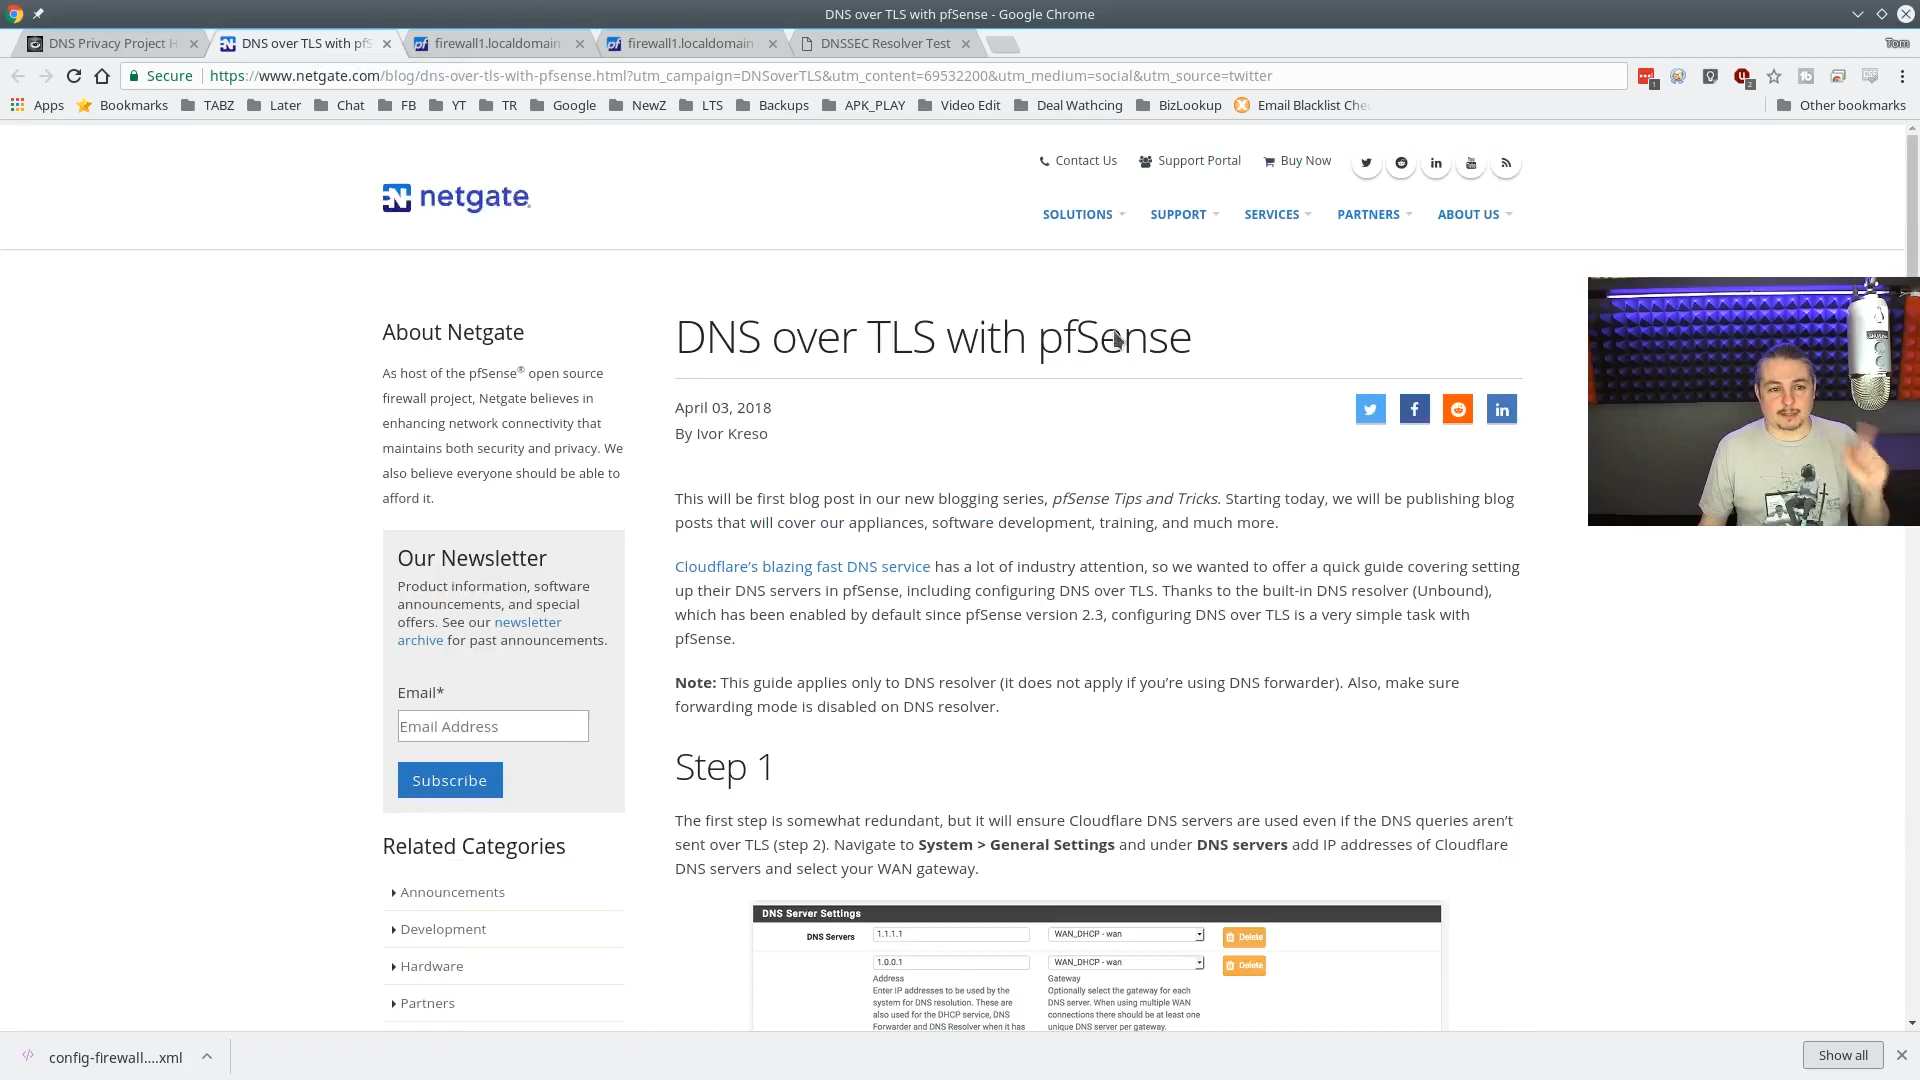 DNS over TLS with pfSense - Google Chrome
DNS Privacy Project H
DNS over TLS with pfS
firewall1.localdomain
firewall1.localdomain
DNSSEC Resolver Test
Tom
Secure
https://www.netgate.com/blog/dns-over-tls-with-pfsense.html?utm_campaign=DNSoverTLS&utm_content=69532200&utm_medium=social&utm_source=twitter
Apps Bookmarks TABZ Later Chat FB YT TR Google NewZ LTS Backups APK_PLAY Video Edit Deal Wathcing BizLookup Email Blacklist Che Other bookmarks
Contact Us Support Portal Buy Now
netgate
SOLUTIONS SUPPORT SERVICES PARTNERS ABOUT US
About Netgate
As host of the pfSense® open source
firewall project, Netgate believes in
enhancing network connectivity that
maintains both security and privacy. We
also believe everyone should be able to
afford it.
Our Newsletter
Product information, software
announcements, and special
offers. See our newsletter
archive for past announcements.
Email*
Email Address
Subscribe
Related Categories
Announcements
Development
Hardware
Partners
DNS over TLS with pfSense
April 03, 2018
By Ivor Kreso
This will be first blog post in our new blogging series, pfSense Tips and Tricks. Starting today, we will be publishing blog
posts that will cover our appliances, software development, training, and much more.
Cloudflare’s blazing fast DNS service has a lot of industry attention, so we wanted to offer a quick guide covering setting
up their DNS servers in pfSense, including configuring DNS over TLS. Thanks to the built-in DNS resolver (Unbound),
which has been enabled by default since pfSense version 2.3, configuring DNS over TLS is a very simple task with
pfSense.
Note: This guide applies only to DNS resolver (it does not apply if you’re using DNS forwarder). Also, make sure
forwarding mode is disabled on DNS resolver.
Step 1
The first step is somewhat redundant, but it will ensure Cloudflare DNS servers are used even if the DNS queries aren’t
sent over TLS (step 2). Navigate to System > General Settings and under DNS servers add IP addresses of Cloudflare
DNS servers and select your WAN gateway.
DNS Server Settings
DNS Servers
1.1.1.1
WAN_DHCP - wan
Delete
1.0.0.1
WAN_DHCP - wan
Delete
Address
Enter IP addresses to be used by the
system for DNS resolution. These are
also used for the DHCP service, DNS
Forwarder and DNS Resolver when it has
Gateway
Optionally select the gateway for each
DNS server. When using multiple WAN
connections there should be at least one
unique DNS server per gateway.
config-firewall....xml
Show all